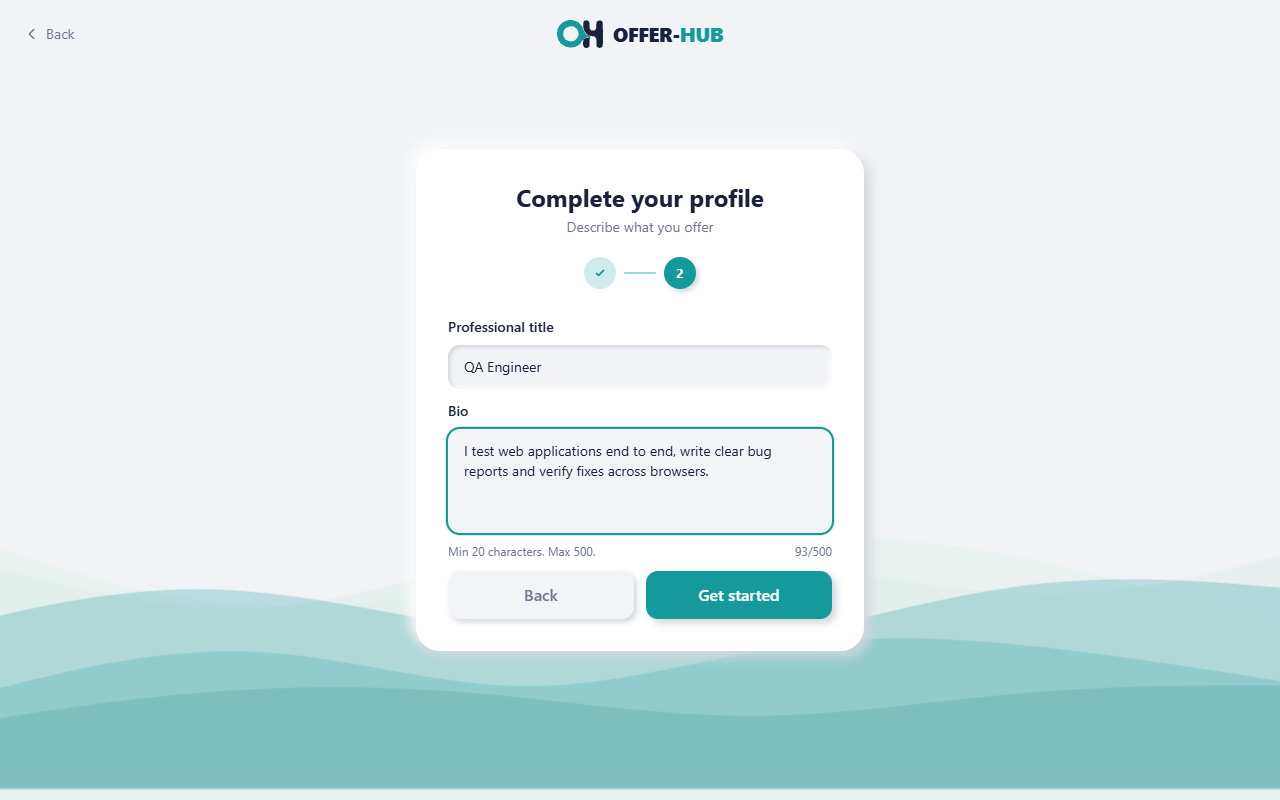 Back
OH OFFER-HUB
Complete your profile
Describe what you offer
2
Professional title
QA Engineer
Bio
I test web applications end to end, write clear bug
reports and verify fixes across browsers.
Min 20 characters. Max 500.
93/500
Back
Get started